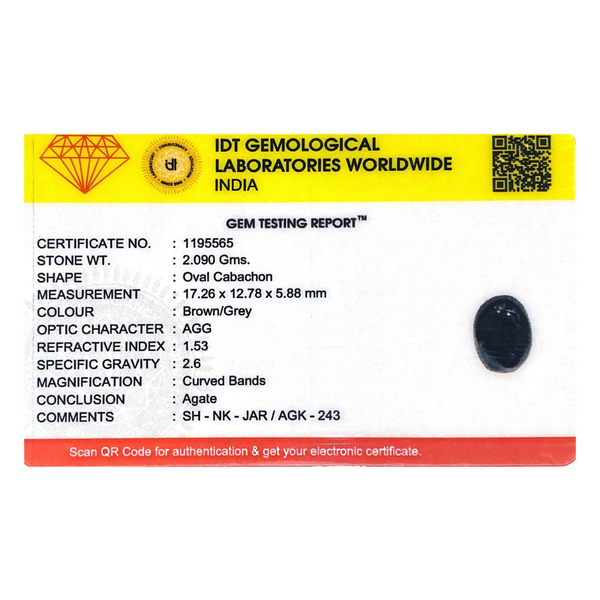 IDT GEMOLOGICAL
LABORATORIES WORLDWIDE
INDIA
GEM TESTING REPORT™
CERTIFICATE NO. : 1195565
STONE WT. : 2.090 Gms.
SHAPE : Oval Cabachon
MEASUREMENT : 17.26 x 12.78 x 5.88 mm
COLOUR : Brown/Grey
OPTIC CHARACTER : AGG
REFRACTIVE INDEX : 1.53
SPECIFIC GRAVITY : 2.6
MAGNIFICATION : Curved Bands
CONCLUSION : Agate
COMMENTS : SH - NK - JAR / AGK - 243
Scan QR Code for authentication & get your electronic certificate.